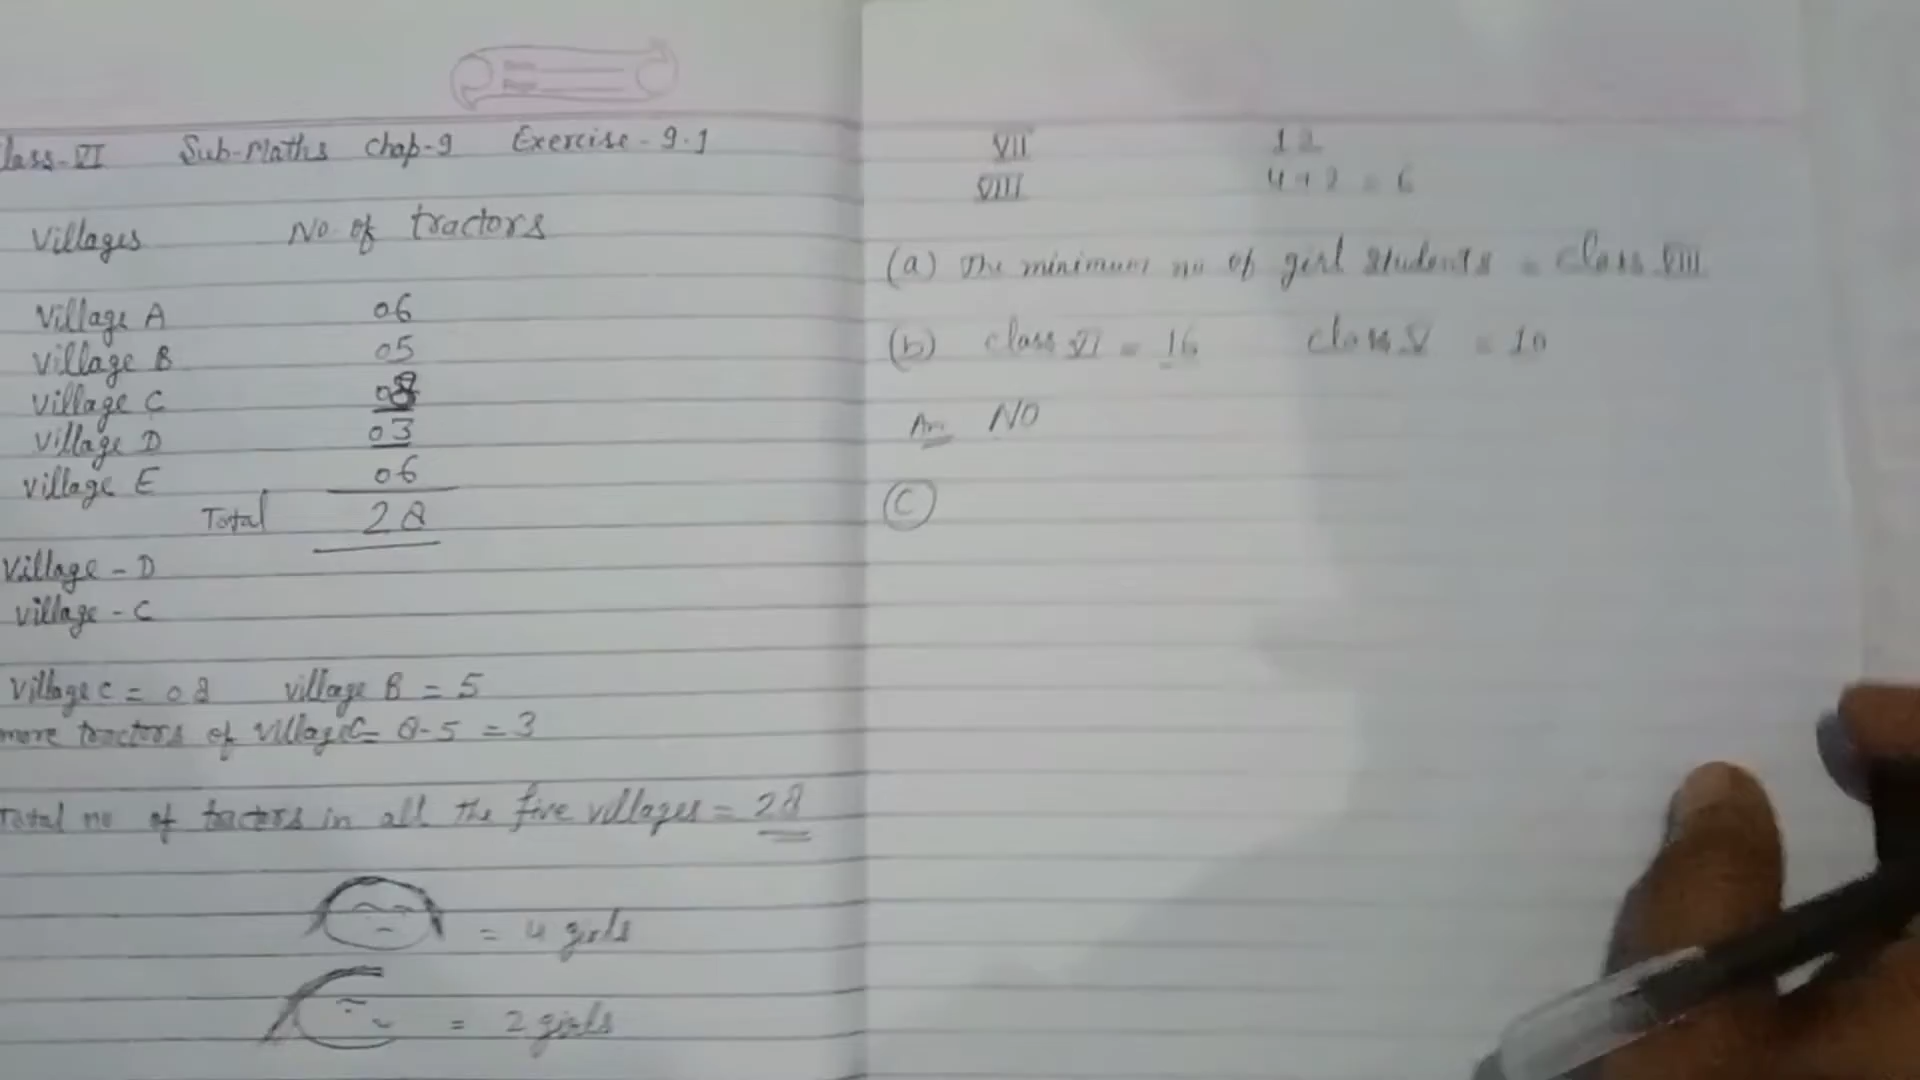 lass-VI Sub-Maths Chap-9 Exercise-9.1
Villages No of tractors
Village A 06
Village B 05
Village C 08
Village D 03
Village E 06
Total 28
Village - D
Village - C
Village C = 08 village B = 5
more tractors of village C = 8-5 = 3
Total no of tractors in all the five villages = 28
= 4 girls
= 2 girls
VII 12
VIII 4+2 = 6
(a) The minimum no of girl students = class VIII
(b) class VI = 16 class V = 10
Ans NO
(C)